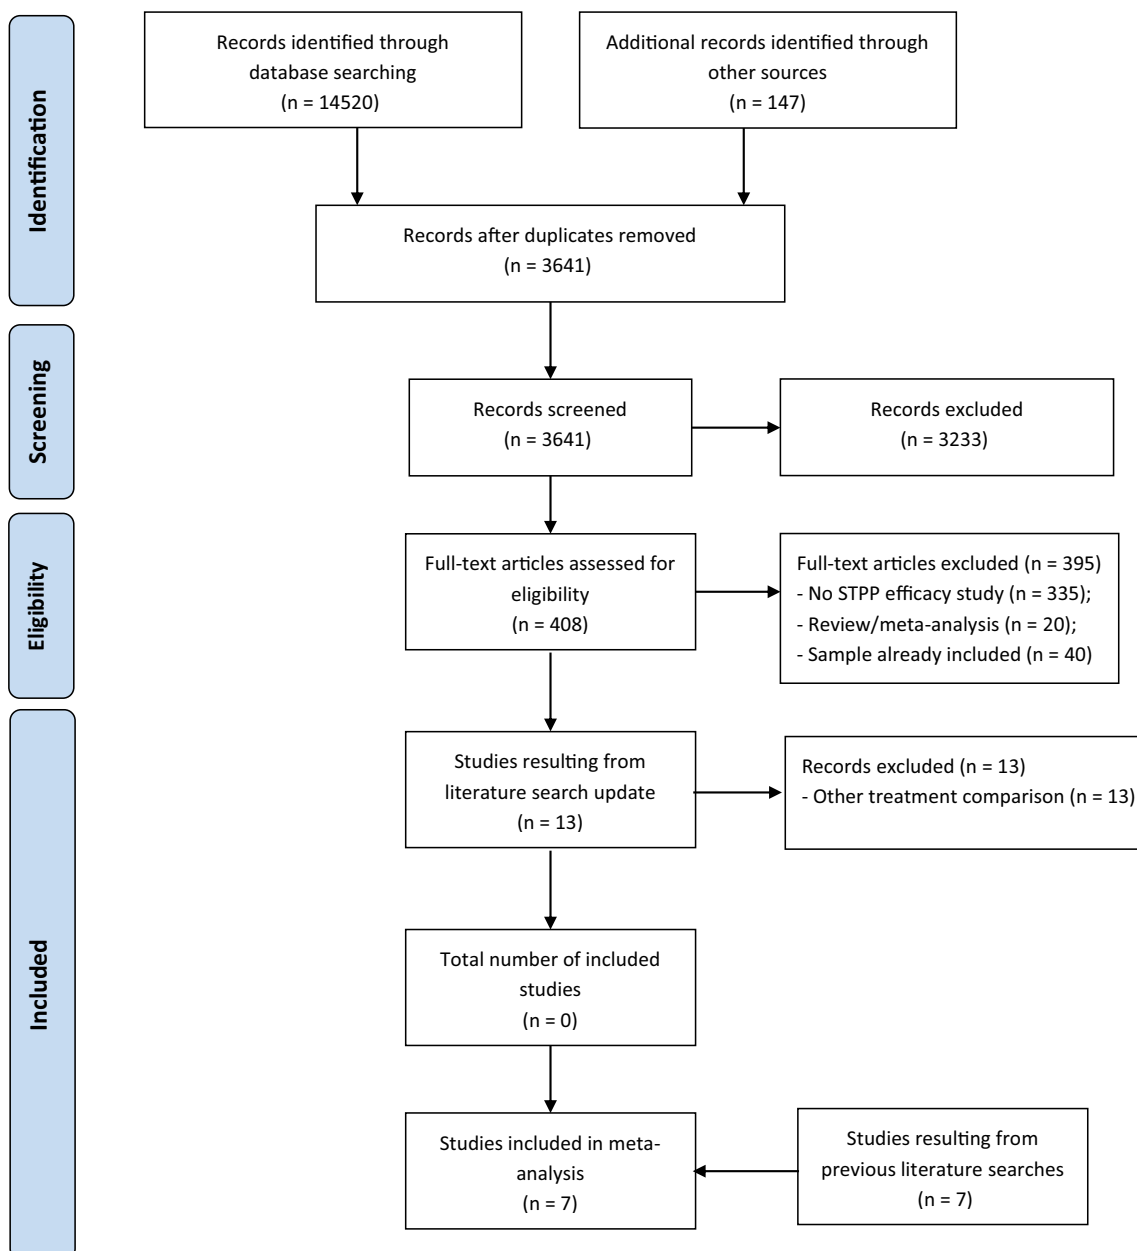 Identification
Records identified through
database searching
(n = 14520)
Additional records identified through
other sources
(n = 147)
Records after duplicates removed
(n = 3641)
Screening
Records screened
(n = 3641)
Records excluded
(n = 3233)
Eligibility
Full-text articles assessed for
eligibility
(n = 408)
Full-text articles excluded (n = 395)
- No STPP efficacy study (n = 335);
- Review/meta-analysis (n = 20);
- Sample already included (n = 40)
Included
Studies resulting from
literature search update
(n = 13)
Records excluded (n = 13)
- Other treatment comparison (n = 13)
Total number of included
studies
(n = 0)
Studies included in meta-
analysis
(n = 7)
Studies resulting from
previous literature searches
(n = 7)